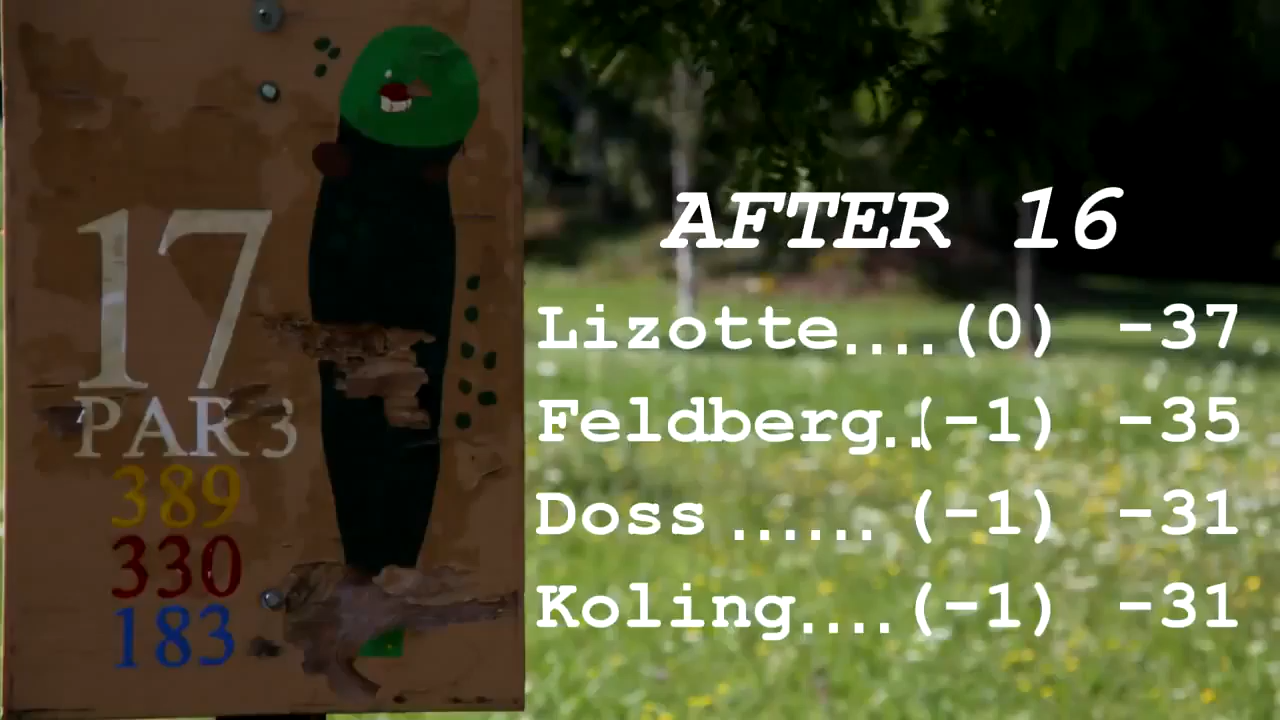 17
PAR 3
389
330
183
AFTER 16
Lizotte....(0) -37
Feldberg..(-1) -35
Doss ...... (-1) -31
Koling....(-1) -31